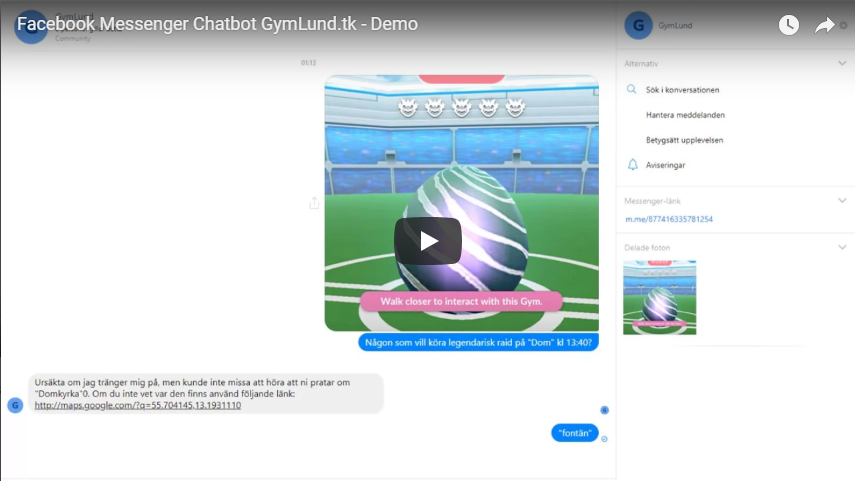 Facebook Messenger Chatbot GymLund.tk - Demo
G
GymLund
Community
G
GymLund
01:13
Alternativ
Sök i konversationen
Hantera meddelanden
Betygsätt upplevelsen
Aviseringar
Messenger-länk
m.me/877416335781254
Delade foton
Walk closer to interact with this Gym.
Någon som vill köra legendarisk raid på "Dom" kl 13:40?
Ursäkta om jag tränger mig på, men kunde inte missa att höra att ni pratar om
"Domkyrka"0. Om du inte vet var den finns använd följande länk:
http://maps.google.com/?q=55.704145,13.1931110
G
"fontän"